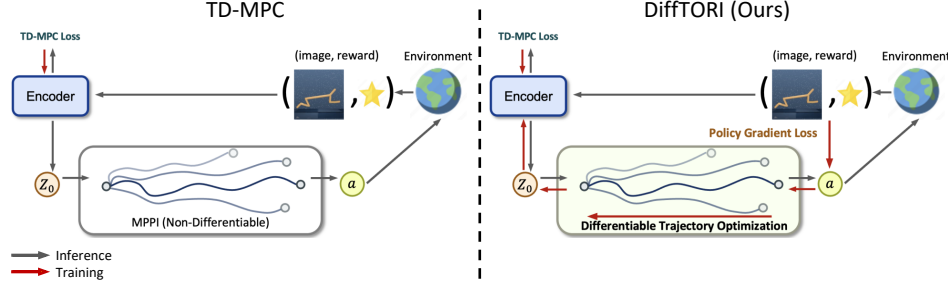 TD-MPC
TD-MPC Loss
(image, reward)
Environment
Encoder
( , )
Z0
a
MPPI (Non-Differentiable)
Inference
Training
DiffTORI (Ours)
TD-MPC Loss
(image, reward)
Environment
Encoder
( , )
Policy Gradient Loss
Z0
a
Differentiable Trajectory Optimization